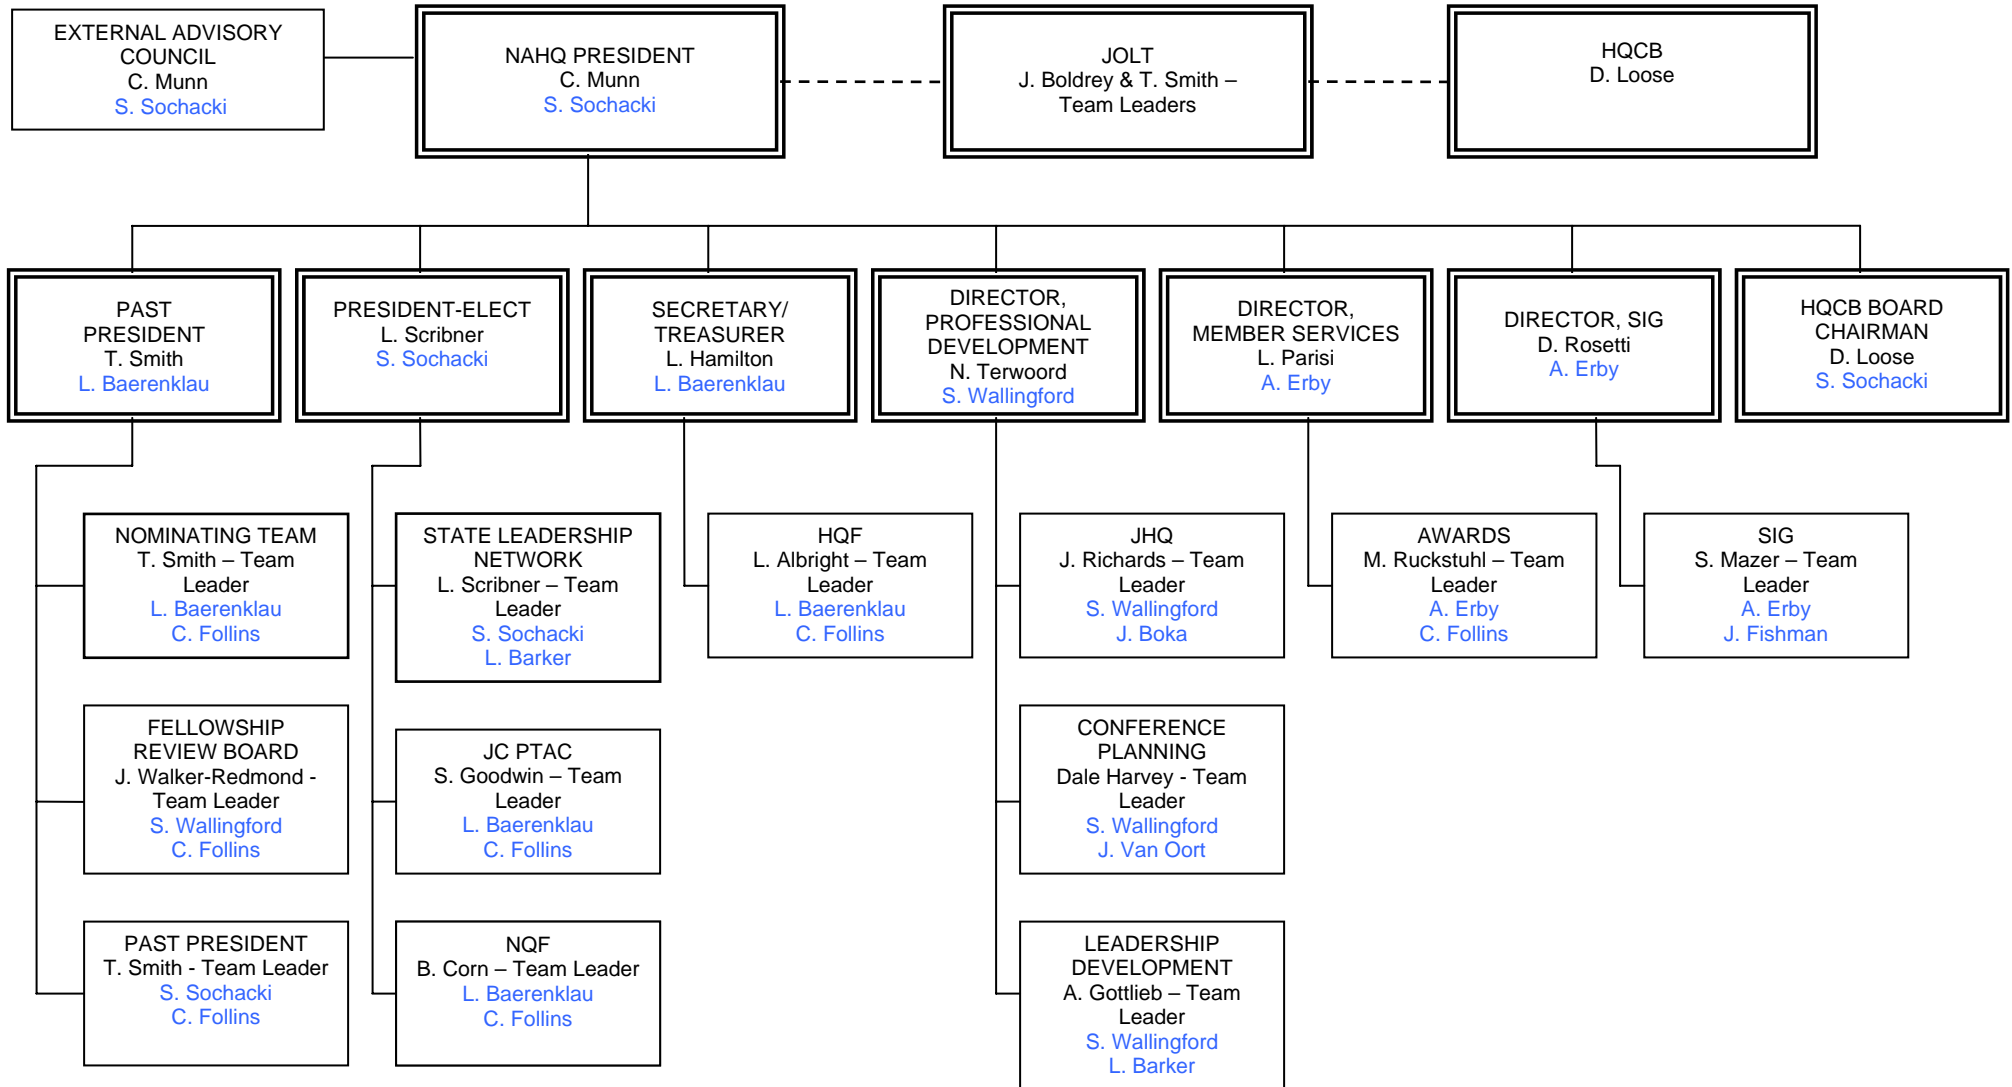 EXTERNAL ADVISORY
COUNCIL
C. Munn
S. Sochacki
NAHQ PRESIDENT
C. Munn
S. Sochacki
JOLT
J. Boldrey & T. Smith –
Team Leaders
HQCB
D. Loose
PAST
PRESIDENT
T. Smith
L. Baerenklau
PRESIDENT-ELECT
L. Scribner
S. Sochacki
SECRETARY/
TREASURER
L. Hamilton
L. Baerenklau
DIRECTOR,
PROFESSIONAL
DEVELOPMENT
N. Terwoord
S. Wallingford
DIRECTOR,
MEMBER SERVICES
L. Parisi
A. Erby
DIRECTOR, SIG
D. Rosetti
A. Erby
HQCB BOARD
CHAIRMAN
D. Loose
S. Sochacki
NOMINATING TEAM
T. Smith – Team
Leader
L. Baerenklau
C. Follins
STATE LEADERSHIP
NETWORK
L. Scribner – Team
Leader
S. Sochacki
L. Barker
HQF
L. Albright – Team
Leader
L. Baerenklau
C. Follins
JHQ
J. Richards – Team
Leader
S. Wallingford
J. Boka
AWARDS
M. Ruckstuhl – Team
Leader
A. Erby
C. Follins
SIG
S. Mazer – Team
Leader
A. Erby
J. Fishman
FELLOWSHIP
REVIEW BOARD
J. Walker-Redmond -
Team Leader
S. Wallingford
C. Follins
JC PTAC
S. Goodwin – Team
Leader
L. Baerenklau
C. Follins
CONFERENCE
PLANNING
Dale Harvey - Team
Leader
S. Wallingford
J. Van Oort
PAST PRESIDENT
T. Smith - Team Leader
S. Sochacki
C. Follins
NQF
B. Corn – Team Leader
L. Baerenklau
C. Follins
LEADERSHIP
DEVELOPMENT
A. Gottlieb – Team
Leader
S. Wallingford
L. Barker